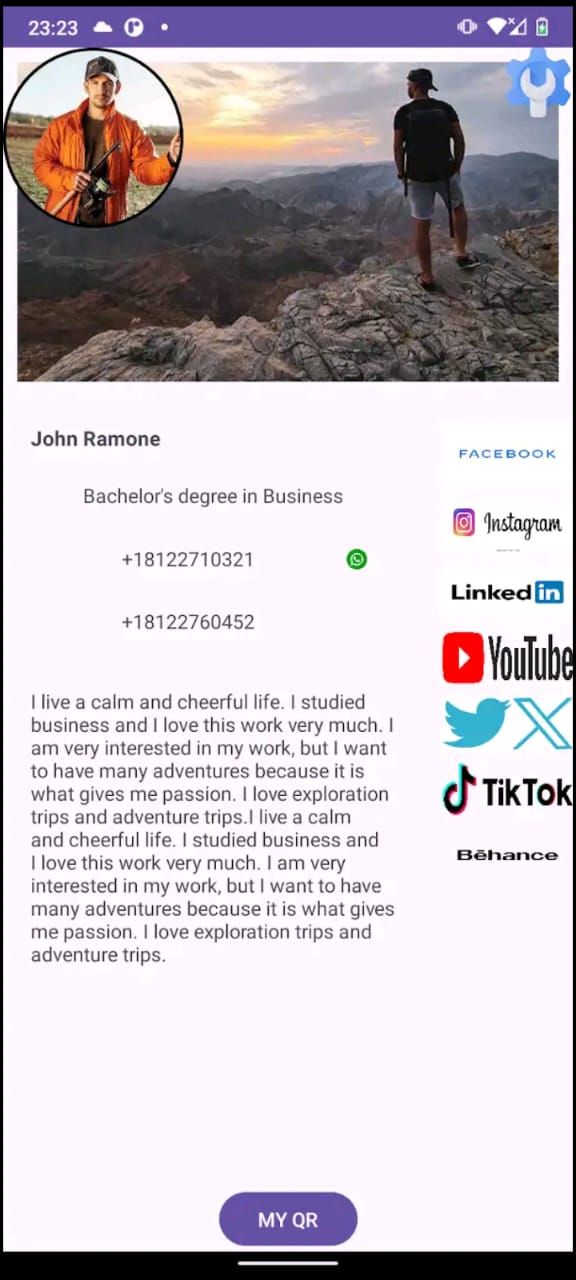 23:23
John Ramone
Bachelor's degree in Business
+18122710321
+18122760452
I live a calm and cheerful life. I studied
business and I love this work very much. I
am very interested in my work, but I want
to have many adventures because it is
what gives me passion. I love exploration
trips and adventure trips.I live a calm
and cheerful life. I studied business and
I love this work very much. I am very
interested in my work, but I want to have
many adventures because it is what gives
me passion. I love exploration trips and
adventure trips.
FACEBOOK
Instagram
Linked in
YouTube
TikTok
Bēhance
MY QR